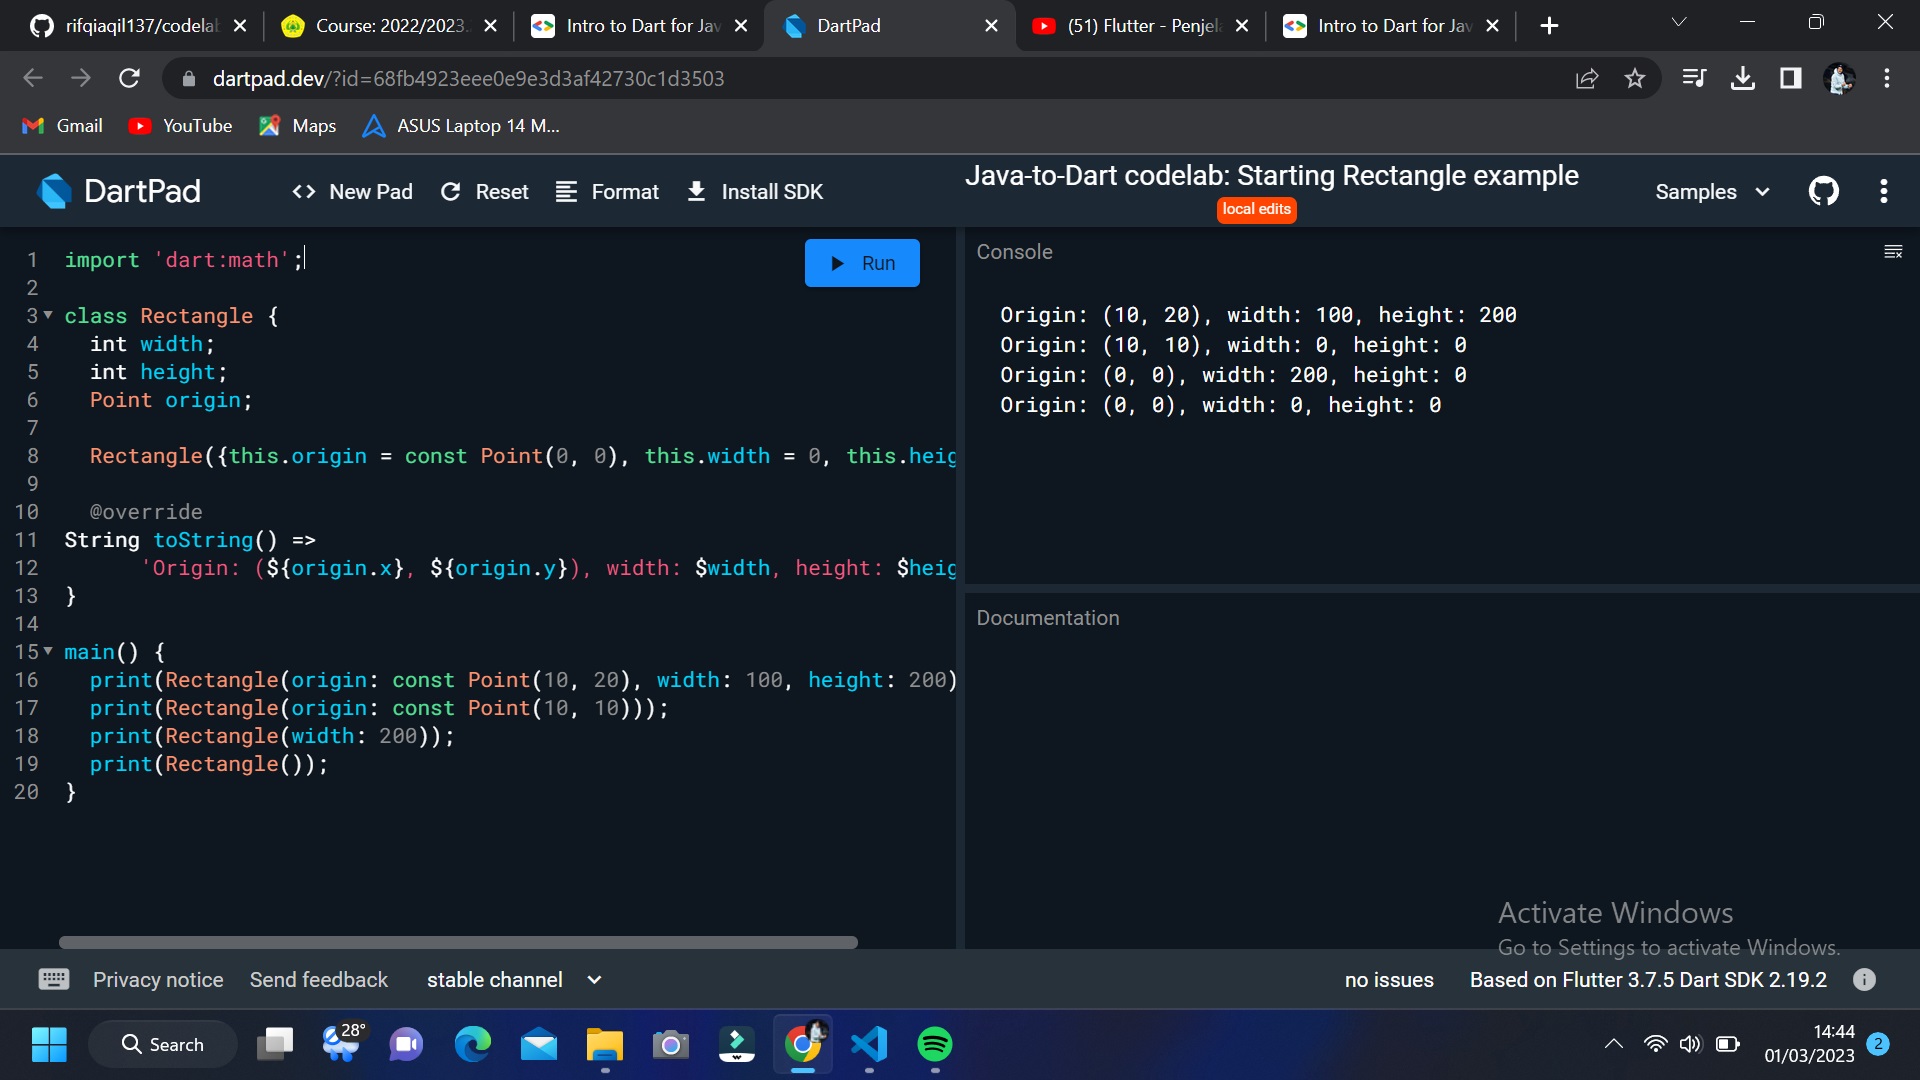 rifqiaqil137/codelab
Course: 2022/2023.
Intro to Dart for Jav
DartPad
(51) Flutter - Penjela
Intro to Dart for Jav
dartpad.dev/?id=68fb4923eee0e9e3d3af42730c1d3503
Gmail
YouTube
Maps
ASUS Laptop 14 M...
DartPad
<> New Pad
Reset
Format
Install SDK
Java-to-Dart codelab: Starting Rectangle example
local edits
Samples
1 import 'dart:math';
2
3 class Rectangle {
4 int width;
5 int height;
6 Point origin;
7
8 Rectangle({this.origin = const Point(0, 0), this.width = 0, this.heig
9
10 @override
11 String toString() =>
12 'Origin: (${origin.x}, ${origin.y}), width: $width, height: $heig
13 }
14
15 main() {
16 print(Rectangle(origin: const Point(10, 20), width: 100, height: 200)
17 print(Rectangle(origin: const Point(10, 10)));
18 print(Rectangle(width: 200));
19 print(Rectangle());
20 }
Run
Console
Origin: (10, 20), width: 100, height: 200
Origin: (10, 10), width: 0, height: 0
Origin: (0, 0), width: 200, height: 0
Origin: (0, 0), width: 0, height: 0
Documentation
Activate Windows
Go to Settings to activate Windows.
Privacy notice
Send feedback
stable channel
no issues
Based on Flutter 3.7.5 Dart SDK 2.19.2
Search
28°
14:44
01/03/2023
2